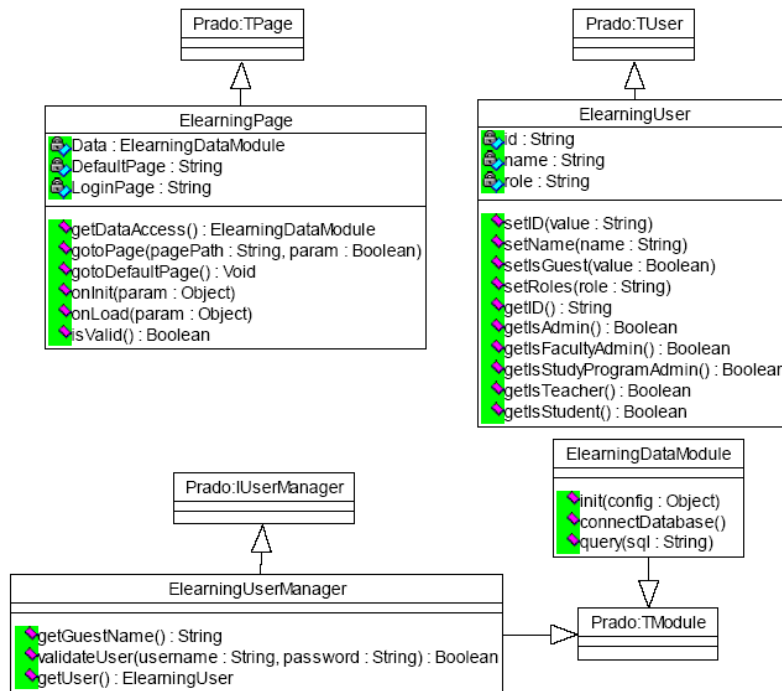 Prado:TPage
ElearningPage
Data : ElearningDataModule
DefaultPage : String
LoginPage : String
getDataAccess() : ElearningDataModule
gotoPage(pagePath : String, param : Boolean)
gotoDefaultPage() : Void
onInit(param : Object)
onLoad(param : Object)
isValid() : Boolean
Prado:TUser
ElearningUser
id : String
name : String
role : String
setID(value : String)
setName(name : String)
setIsGuest(value : Boolean)
setRoles(role : String)
getID() : String
getIsAdmin() : Boolean
getIsFacultyAdmin() : Boolean
getIsStudyProgramAdmin() : Boolean
getIsTeacher() : Boolean
getIsStudent() : Boolean
ElearningDataModule
init(config : Object)
connectDatabase()
query(sql : String)
Prado:IUserManager
ElearningUserManager
getGuestName() : String
validateUser(username : String, password : String) : Boolean
getUser() : ElearningUser
Prado:TModule